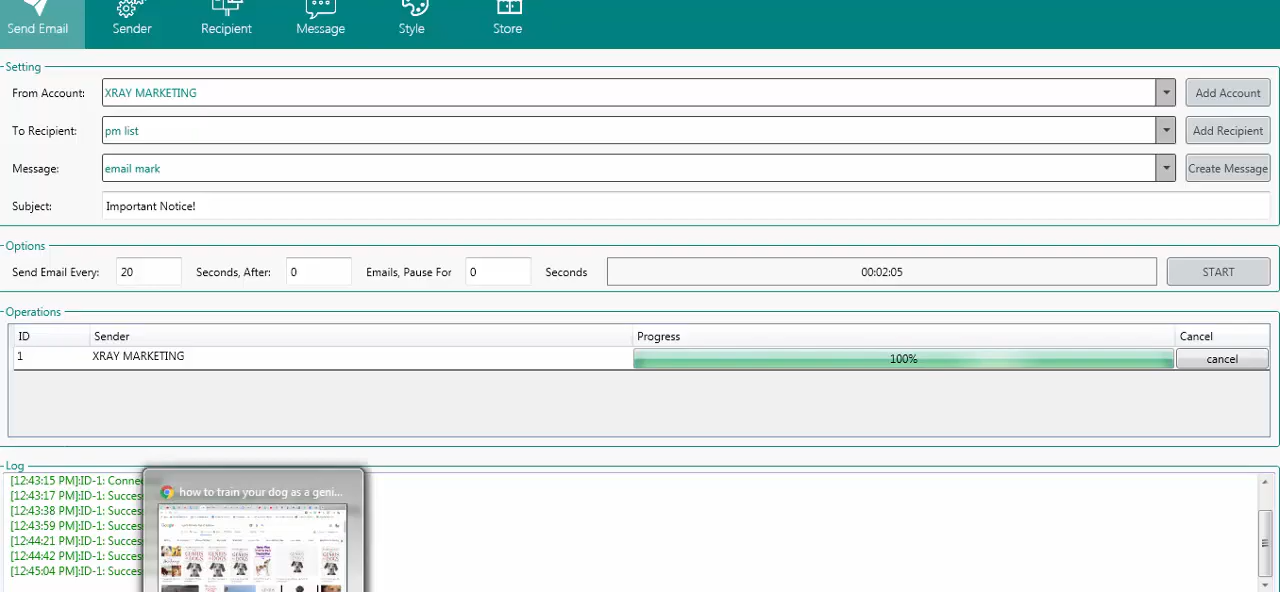 Send Email Sender Recipient Message Style Store
Setting
From Account: XRAY MARKETING Add Account
To Recipient: pm list Add Recipient
Message: email mark Create Message
Subject: Important Notice!
Options
Send Email Every: 20 Seconds, After: 0 Emails, Pause For 0 Seconds 00:02:05 START
Operations
ID Sender Progress Cancel
1 XRAY MARKETING 100% cancel
Log
[12:43:15 PM]:ID-1: Conne
[12:43:17 PM]:ID-1: Succes
[12:43:38 PM]:ID-1: Succes
[12:43:59 PM]:ID-1: Succes
[12:44:21 PM]:ID-1: Succes
[12:44:42 PM]:ID-1: Succes
[12:45:04 PM]:ID-1: Succes
how to train your dog as a geni...